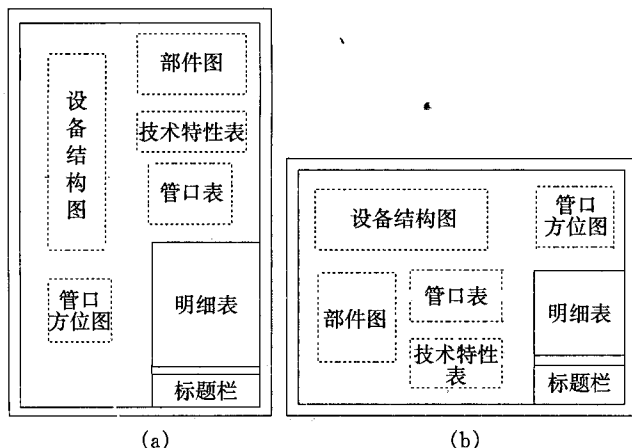 设
备
结
构
图
部件图
技术特性表
管口表
管口
方位图
明细表
标题栏
(a)
设备结构图
管口
方位图
部件图
管口表
技术特性
表
明细表
标题栏
(b)